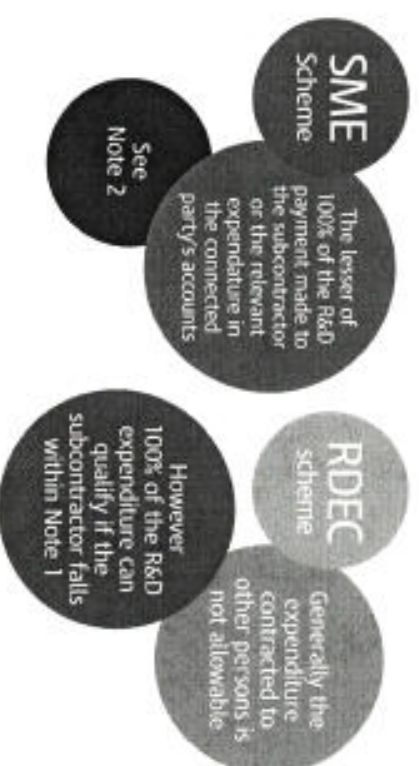 SME
Scheme
The lesser of
100% of the R&D
payment made to
the subcontractor
or the relevant
expendature in
the connected
party's accounts
See
Note 2
RDEC
scheme
Generally the
expenditure
contracted to
other persons is
not allowable
However
100% of the R&D
expenditure can
qualify if the
subcontractor falls
within Note 1